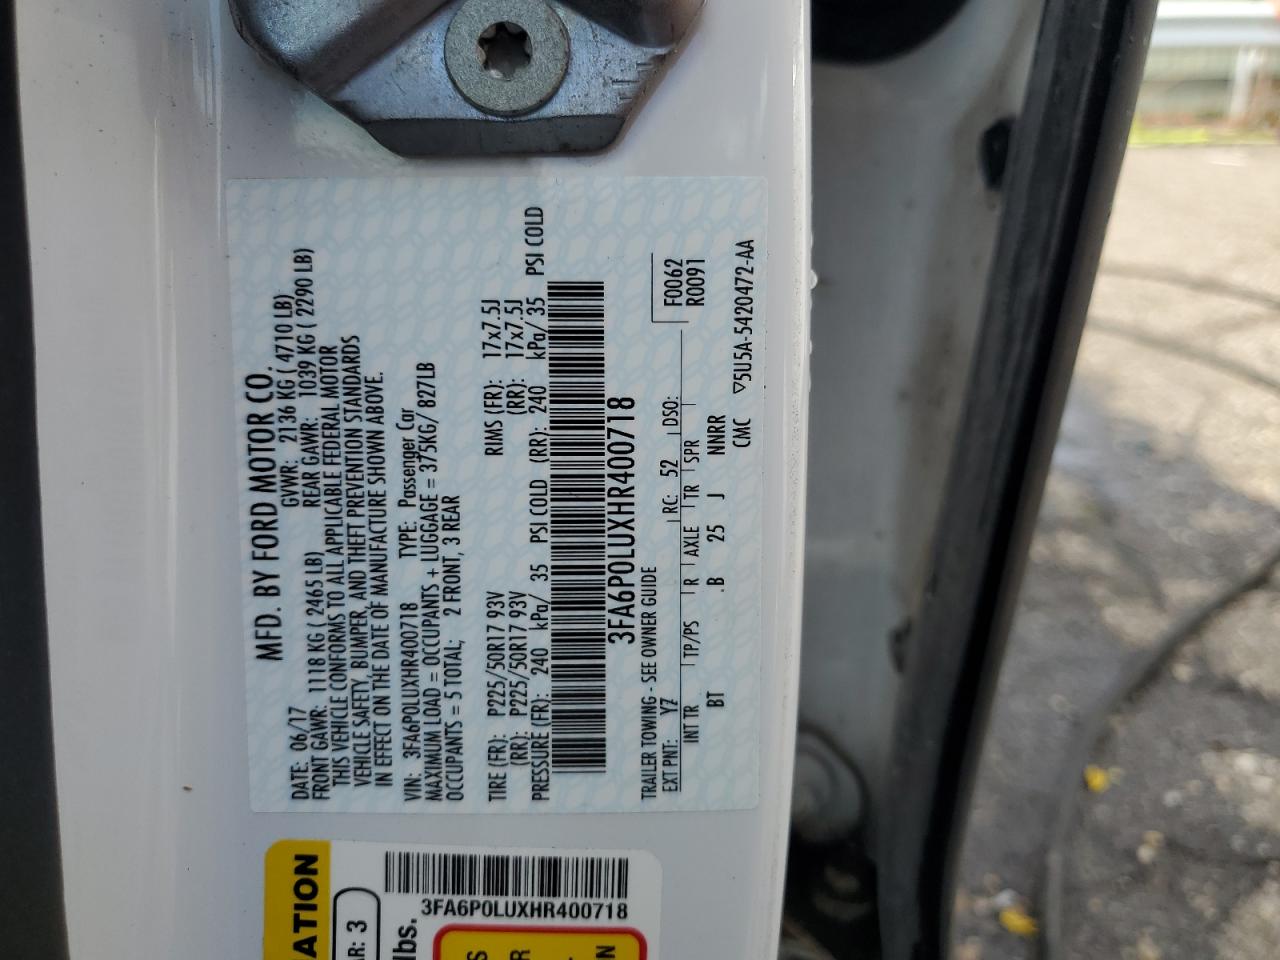 MFD. BY FORD MOTOR CO.
DATE: 06/17 GVWR: 2136 KG ( 4710 LB)
FRONT GAWR: 1118 KG ( 2465 LB) REAR GAWR: 1039 KG ( 2290 LB)
THIS VEHICLE CONFORMS TO ALL APPLICABLE FEDERAL MOTOR
VEHICLE SAFETY, BUMPER, AND THEFT PREVENTION STANDARDS
IN EFFECT ON THE DATE OF MANUFACTURE SHOWN ABOVE.
VIN: 3FA6P0LUXHR400718 TYPE: Passenger Car
MAXIMUM LOAD = OCCUPANTS + LUGGAGE = 375KG/ 827LB
OCCUPANTS = 5 TOTAL; 2 FRONT, 3 REAR
TIRE (FR): P225/50R17 93V RIMS (FR): 17x7.5J
(RR): P225/50R17 93V (RR): 17x7.5J
PRESSURE (FR): 240 kPa/ 35 PSI COLD (RR): 240 kPa/ 35 PSI COLD
3FA6P0LUXHR400718
TRAILER TOWING - SEE OWNER GUIDE
F0062
EXT PNT: YZ RC: 52 DSO: R0091
INT TR TP/PS R AXLE TR SPR
BT .B 25 J NNRR
CMC ▽5U5A-5420472-AA
ATION
AR: 3
lbs.
3FA6P0LUXHR400718
S
R
N